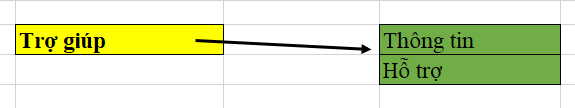 Trợ giúp
Thông tin
Hỗ trợ